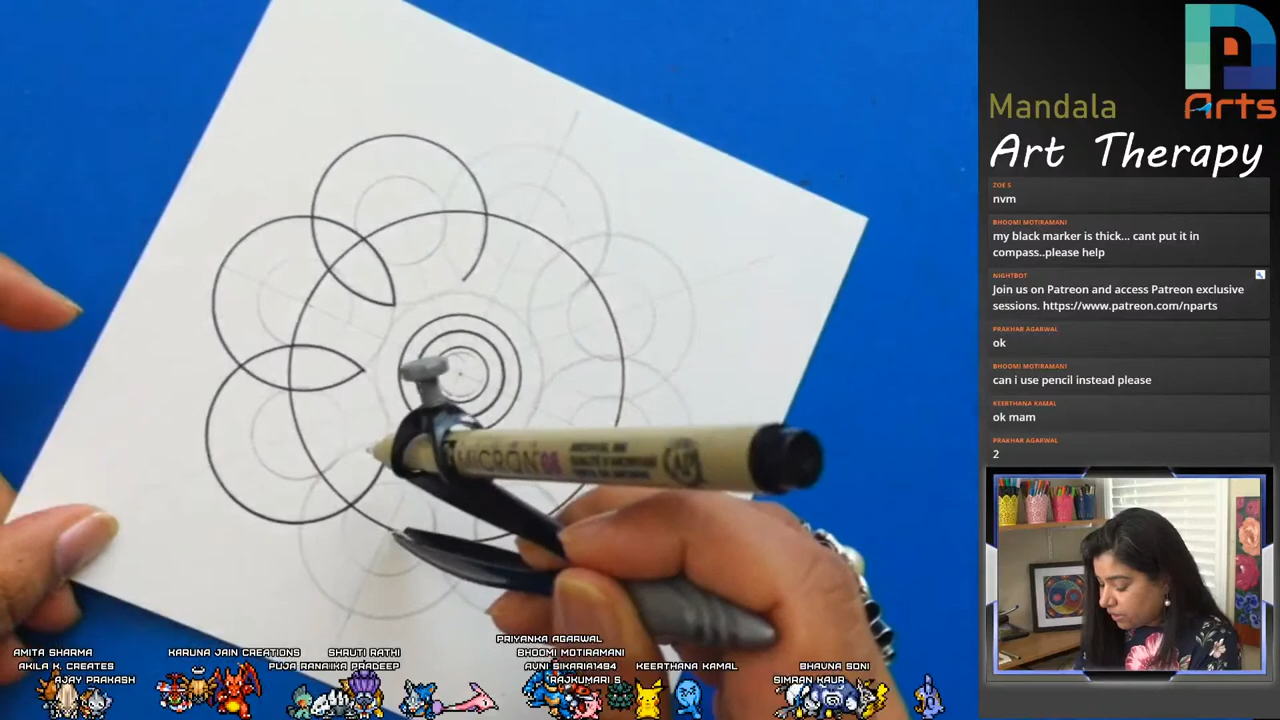 Arts
Mandala
Art Therapy
ZOE S
nvm
BHOOMI MOTIRAMANI
my black marker is thick... cant put it in
compass..please help
NIGHTBOT
Join us on Patreon and access Patreon exclusive
sessions. https://www.patreon.com/nparts
PRAKHAR AGARWAL
ok
BHOOMI MOTIRAMANI
can i use pencil instead please
KEERTHANA KAMAL
ok mam
PRAKHAR AGARWAL
2
MICRON
PRIYANKA AGARWAL
AMITA SHARMA
KARUNA JAIN CREATIONS
SHRUTI RATHI
BHOOMI MOTIRAMANI
AKILA K. CREATES
PUJA RANAIIKA PRADEEP
AVNI SIKARIA1494
KEERTHANA KAMAL
BHAVNA SONI
AJAY PRAKASH
RAJKUMARI S
SIMRAN KAUR